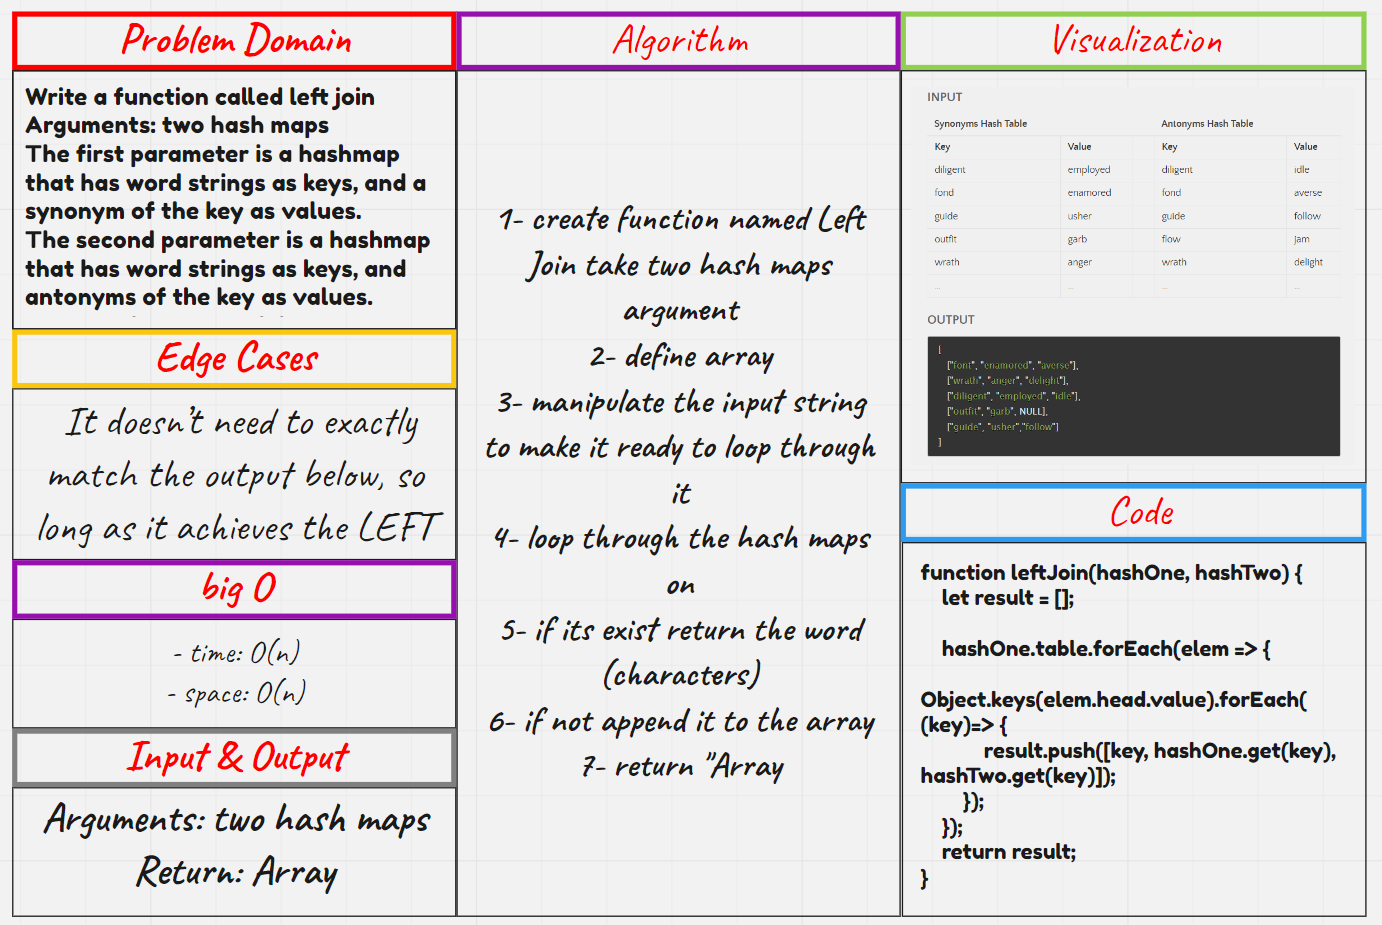 Problem Domain
Write a function called left join
Arguments: two hash maps
The first parameter is a hashmap
that has word strings as keys, and a
synonym of the key as values.
The second parameter is a hashmap
that has word strings as keys, and
antonyms of the key as values.
Edge Cases
It doesn't need to exactly
match the output below, so
long as it achieves the LEFT
big O
- time: O(n)
- space: O(n)
Input & Output
Arguments: two hash maps
Return: Array
Algorithm
1- create function named Left
Join take two hash maps
argument
2- define array
3- manipulate the input string
to make it ready to loop through
it
4- loop through the hash maps
on
5- if its exist return the word
(characters)
6- if not append it to the array
7- return "Array
Visualization
INPUT
Synonyms Hash Table Antonyms Hash Table
Key Value Key Value
diligent employed diligent idle
fond enamored fond averse
guide usher guide follow
outfit garb flow jam
wrath anger wrath delight
... ... ... ...
OUTPUT
[
["font", "enamored", "averse"],
["wrath", "anger", "delight"],
["diligent", "employed", "idle"],
["outfit", "garb", NULL],
["guide", "usher","follow"]
]
Code
function leftJoin(hashOne, hashTwo) {
let result = [];
hashOne.table.forEach(elem => {
Object.keys(elem.head.value).forEach(
(key)=> {
result.push([key, hashOne.get(key),
hashTwo.get(key)]);
});
});
return result;
}